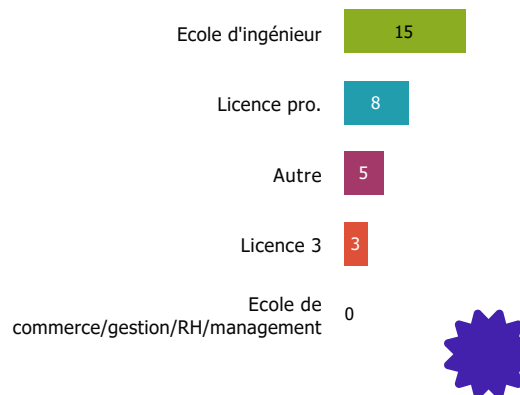 Ecole d'ingénieur 15
Licence pro. 8
Autre 5
Licence 3 3
Ecole de
commerce/gestion/RH/management 0